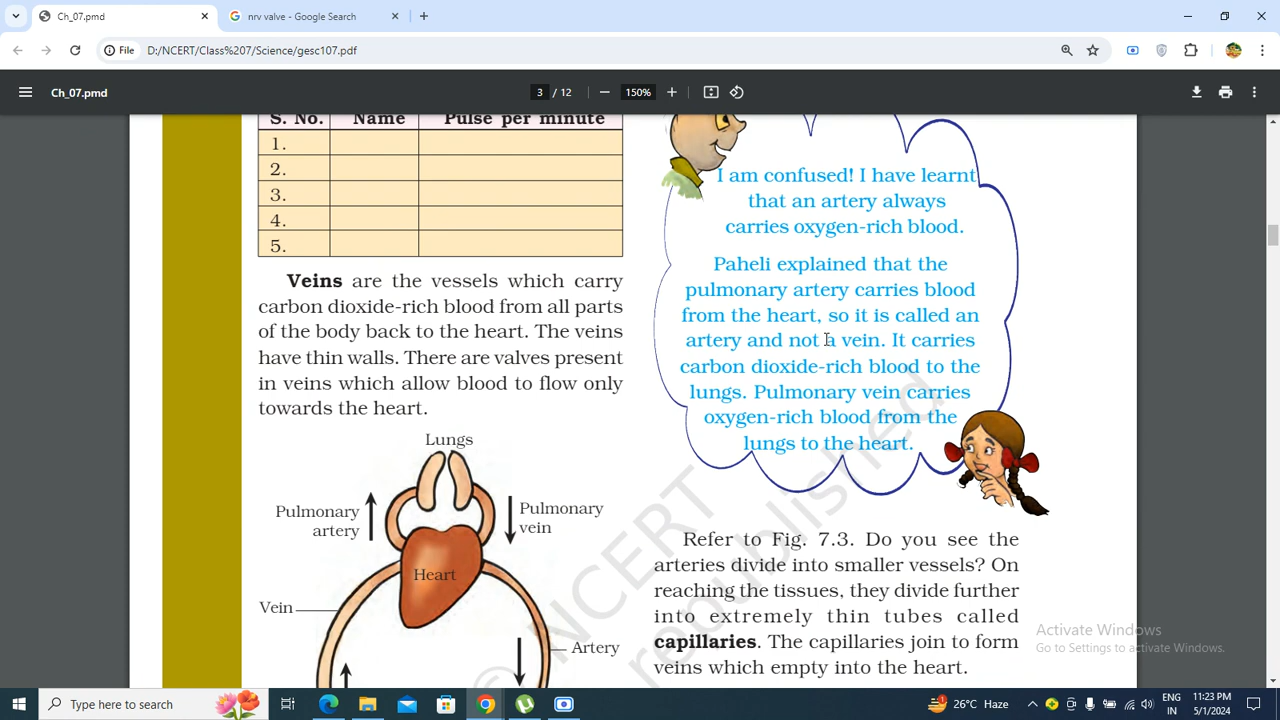 Ch_07.pmd
nrv valve - Google Search
File
D:/NCERT/Class%207/Science/gesc107.pdf
Ch_07.pmd
3 / 12
150%
S. No. Name Pulse per minute
1.
2.
3.
4.
5.
Veins are the vessels which carry
carbon dioxide-rich blood from all parts
of the body back to the heart. The veins
have thin walls. There are valves present
in veins which allow blood to flow only
towards the heart.
Lungs
Pulmonary
artery
Pulmonary
vein
Heart
Vein
Artery
I am confused! I have learnt
that an artery always
carries oxygen-rich blood.
Paheli explained that the
pulmonary artery carries blood
from the heart, so it is called an
artery and not a vein. It carries
carbon dioxide-rich blood to the
lungs. Pulmonary vein carries
oxygen-rich blood from the
lungs to the heart.
Refer to Fig. 7.3. Do you see the
arteries divide into smaller vessels? On
reaching the tissues, they divide further
into extremely thin tubes called
capillaries. The capillaries join to form
veins which empty into the heart.
© NCERT
republished
Activate Windows
Go to Settings to activate Windows.
Type here to search
26°C Haze
ENG
IN
11:23 PM
5/1/2024